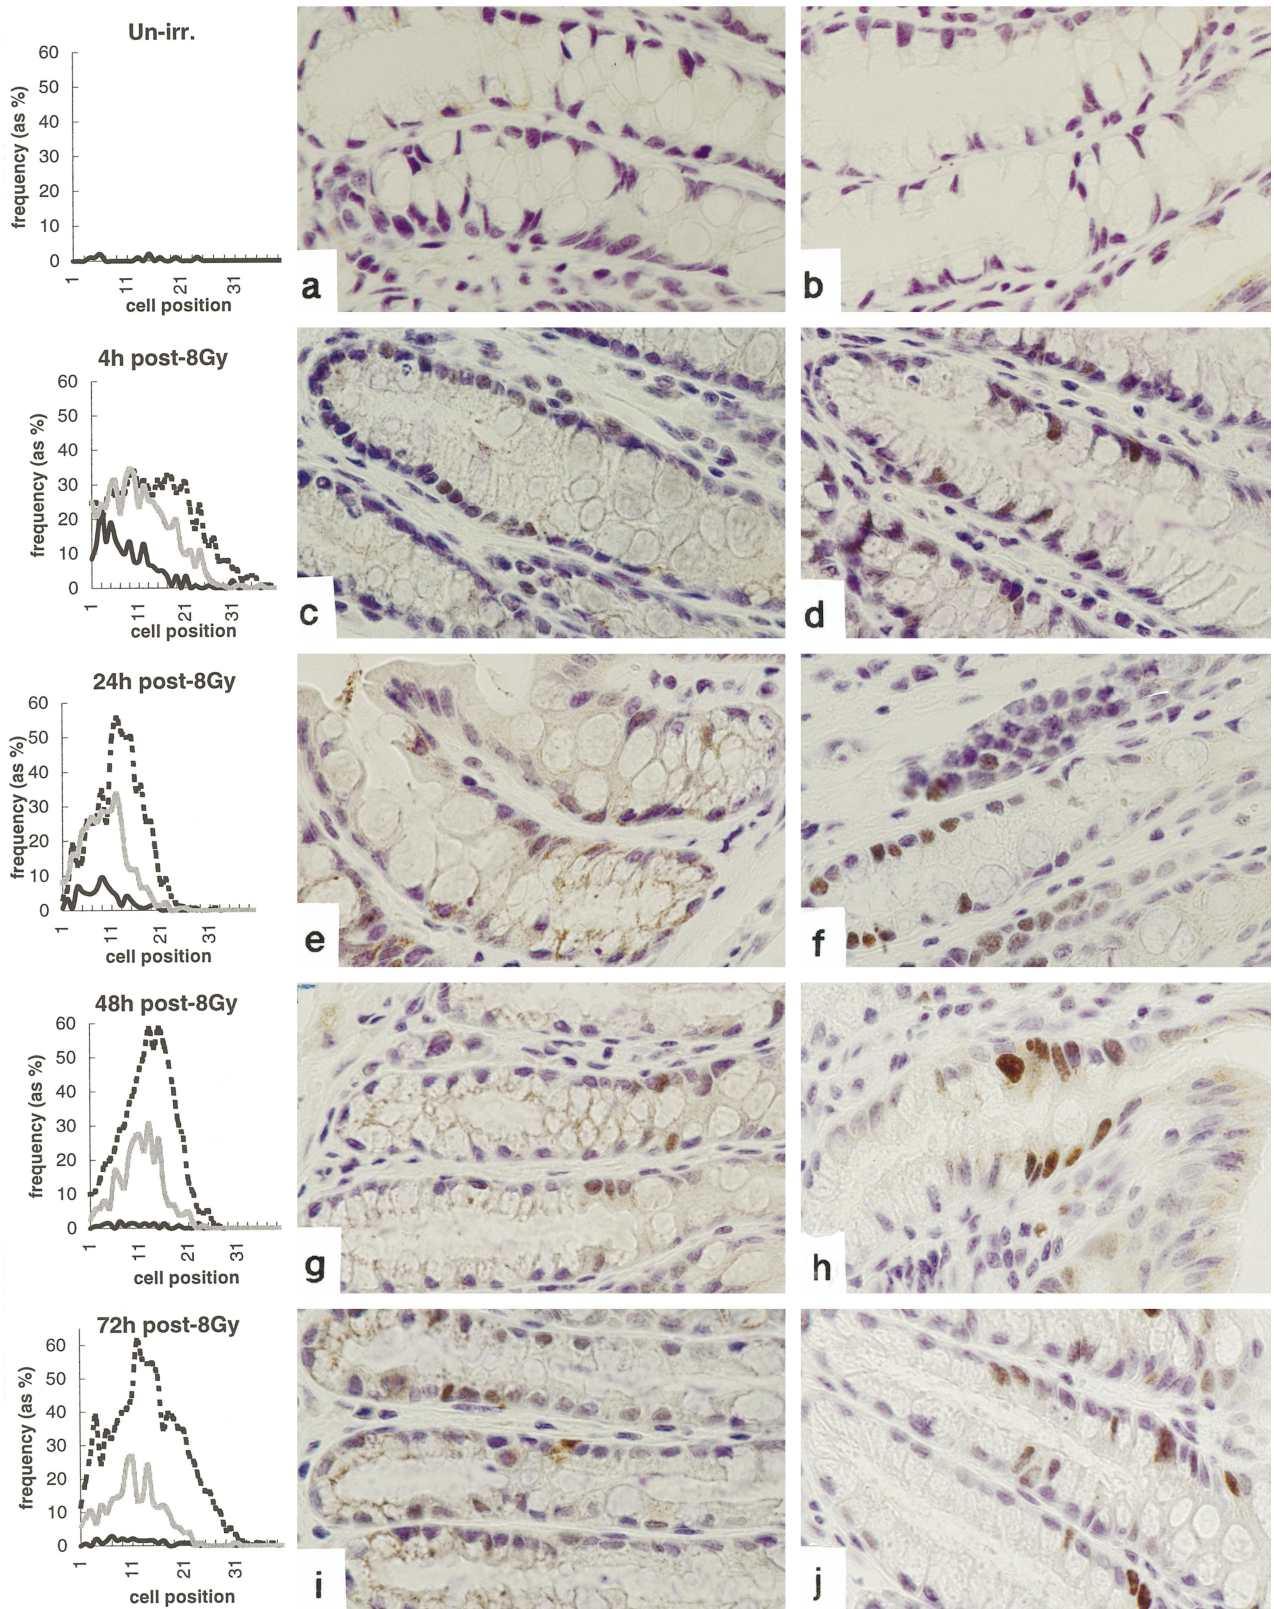 Un-irr.
frequency (as %)
60
50
40
30
20
10
0
1
11
21
31
cell position
a
b
4h post-8Gy
frequency (as %)
60
50
40
30
20
10
0
1
11
21
31
cell position
c
d
24h post-8Gy
frequency (as %)
60
50
40
30
20
10
0
1
11
21
31
cell position
e
f
48h post-8Gy
frequency (as %)
60
50
40
30
20
10
0
1
11
21
31
cell position
g
h
72h post-8Gy
frequency (as %)
60
50
40
30
20
10
0
1
11
21
31
cell position
i
j